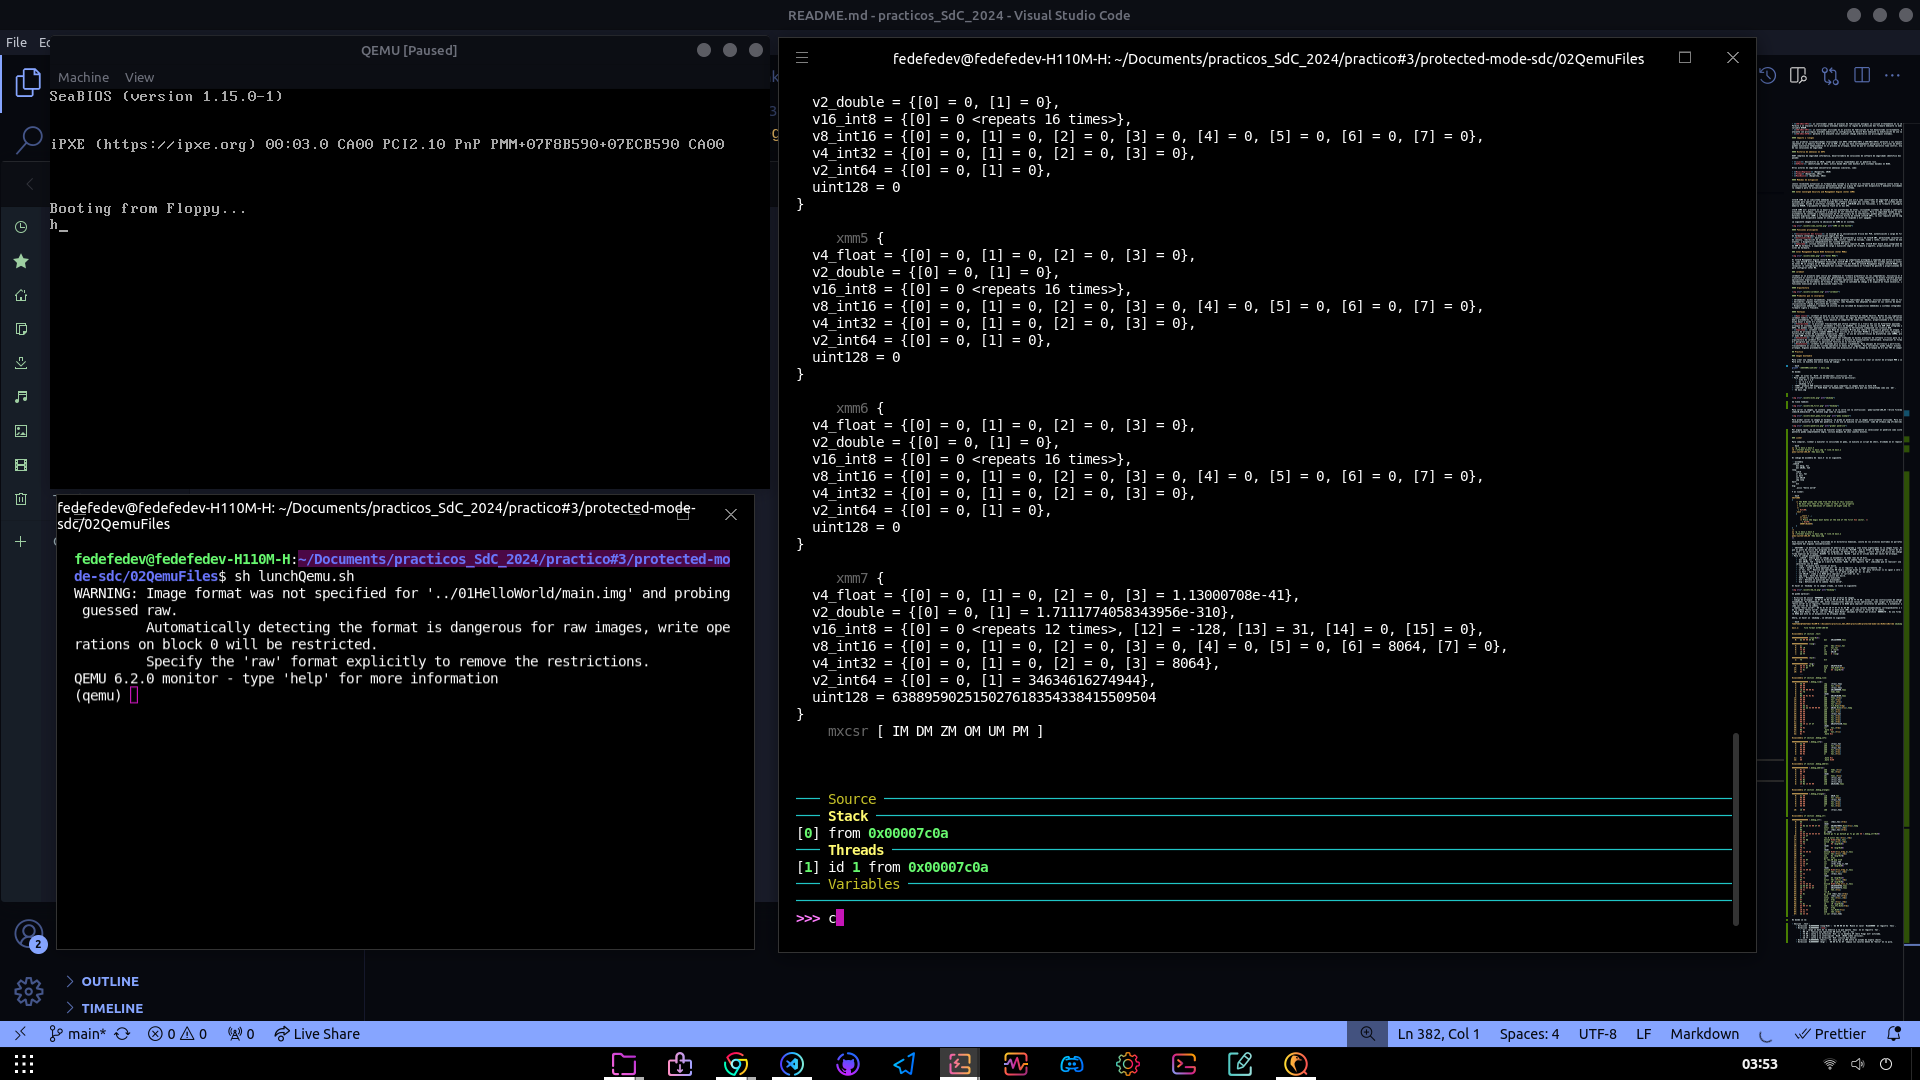 README.md - practicos_SdC_2024 - Visual Studio Code
File
QEMU [Paused]
Machine View
SeaBIOS (version 1.15.0-1)
iPXE (https://ipxe.org) 00:03.0 CA00 PCI2.10 PnP PMM+07F8B590+07ECB590 CA00
Booting from Floppy...
h_
fedefedev@fedefedev-H110M-H: ~/Documents/practicos_SdC_2024/practico#3/protected-mode-
sdc/02QemuFiles
fedefedev@fedefedev-H110M-H:~/Documents/practicos_SdC_2024/practico#3/protected-mo
de-sdc/02QemuFiles$ sh lunchQemu.sh
WARNING: Image format was not specified for '../01HelloWorld/main.img' and probing
guessed raw.
Automatically detecting the format is dangerous for raw images, write ope
rations on block 0 will be restricted.
Specify the 'raw' format explicitly to remove the restrictions.
QEMU 6.2.0 monitor - type 'help' for more information
(qemu)
fedefedev@fedefedev-H110M-H: ~/Documents/practicos_SdC_2024/practico#3/protected-mode-sdc/02QemuFiles
v2_double = {[0] = 0, [1] = 0},
v16_int8 = {[0] = 0 <repeats 16 times>},
v8_int16 = {[0] = 0, [1] = 0, [2] = 0, [3] = 0, [4] = 0, [5] = 0, [6] = 0, [7] = 0},
v4_int32 = {[0] = 0, [1] = 0, [2] = 0, [3] = 0},
v2_int64 = {[0] = 0, [1] = 0},
uint128 = 0
}
xmm5 {
v4_float = {[0] = 0, [1] = 0, [2] = 0, [3] = 0},
v2_double = {[0] = 0, [1] = 0},
v16_int8 = {[0] = 0 <repeats 16 times>},
v8_int16 = {[0] = 0, [1] = 0, [2] = 0, [3] = 0, [4] = 0, [5] = 0, [6] = 0, [7] = 0},
v4_int32 = {[0] = 0, [1] = 0, [2] = 0, [3] = 0},
v2_int64 = {[0] = 0, [1] = 0},
uint128 = 0
}
xmm6 {
v4_float = {[0] = 0, [1] = 0, [2] = 0, [3] = 0},
v2_double = {[0] = 0, [1] = 0},
v16_int8 = {[0] = 0 <repeats 16 times>},
v8_int16 = {[0] = 0, [1] = 0, [2] = 0, [3] = 0, [4] = 0, [5] = 0, [6] = 0, [7] = 0},
v4_int32 = {[0] = 0, [1] = 0, [2] = 0, [3] = 0},
v2_int64 = {[0] = 0, [1] = 0},
uint128 = 0
}
xmm7 {
v4_float = {[0] = 0, [1] = 0, [2] = 0, [3] = 1.13000708e-41},
v2_double = {[0] = 0, [1] = 1.7111774058343956e-310},
v16_int8 = {[0] = 0 <repeats 12 times>, [12] = -128, [13] = 31, [14] = 0, [15] = 0},
v8_int16 = {[0] = 0, [1] = 0, [2] = 0, [3] = 0, [4] = 0, [5] = 0, [6] = 8064, [7] = 0},
v4_int32 = {[0] = 0, [1] = 0, [2] = 0, [3] = 8064},
v2_int64 = {[0] = 0, [1] = 34634616274944},
uint128 = 638895902515027618354338415509504
}
mxcsr [ IM DM ZM OM UM PM ]
Source
Stack
[0] from 0x00007c0a
Threads
[1] id 1 from 0x00007c0a
Variables
>>> c
2
OUTLINE
TIMELINE
main* 0 0 0 Live Share
Ln 382, Col 1 Spaces: 4 UTF-8 LF Markdown Prettier
03:53